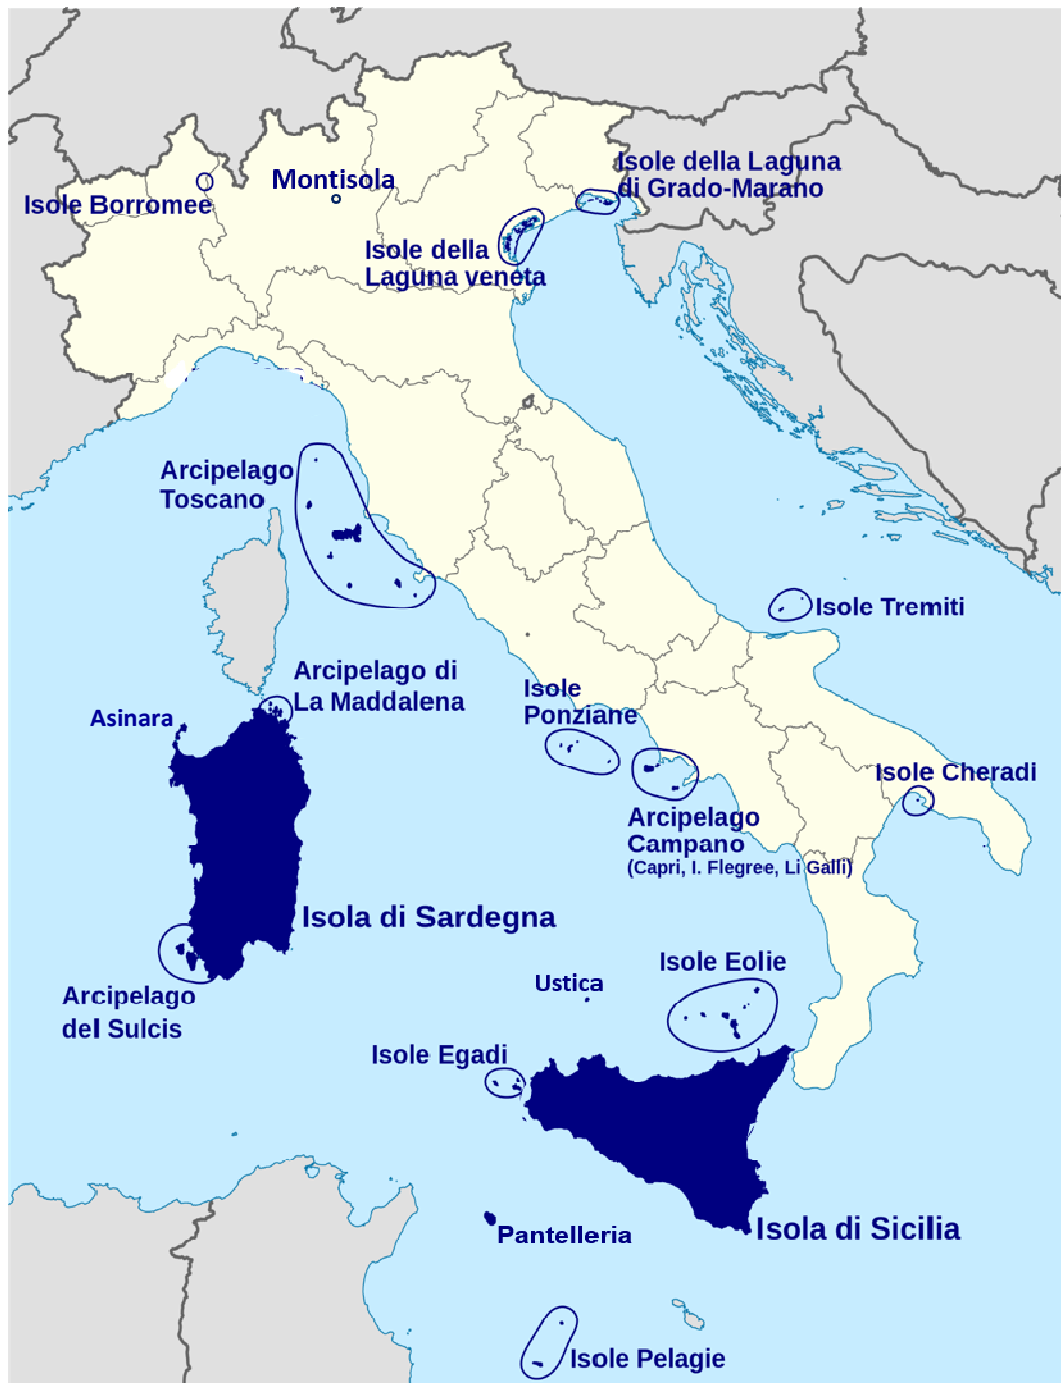 Isole della Laguna
di Grado-Marano
Montisola
Isole Borromee
Isole della
Laguna veneta
Arcipelago
Toscano
Isole Tremiti
Arcipelago di
La Maddalena
Isole
Ponziane
Asinara
Isole Cheradi
Arcipelago
Campano
(Capri, I. Flegree, Li Galli)
Isola di Sardegna
Isole Eolie
Ustica
Arcipelago
del Sulcis
Isole Egadi
Isola di Sicilia
Pantelleria
Isole Pelagie